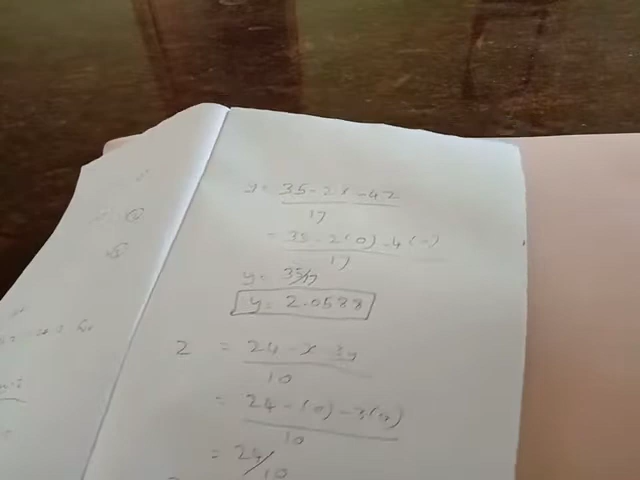 y = 35 - 2x - 4z
17
= 35 - 2(0) - 4(0)
17
y = 35/17
y = 2.0588
z = 24 - x - 3y
10
= 24 - (0) - 3(0)
10
= 24/10